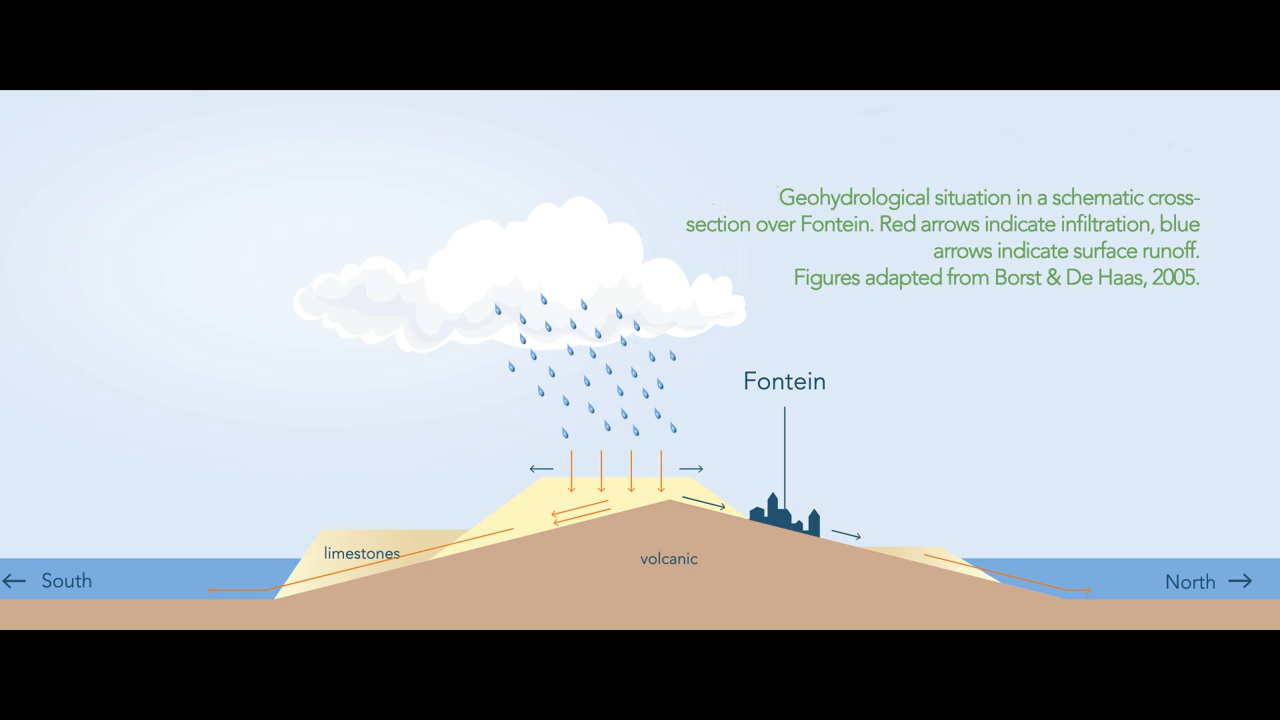 Geohydrological situation in a schematic cross-
section over Fontein. Red arrows indicate infiltration, blue
arrows indicate surface runoff.
Figures adapted from Borst & De Haas, 2005.
Fontein
limestones
volcanic
South
North